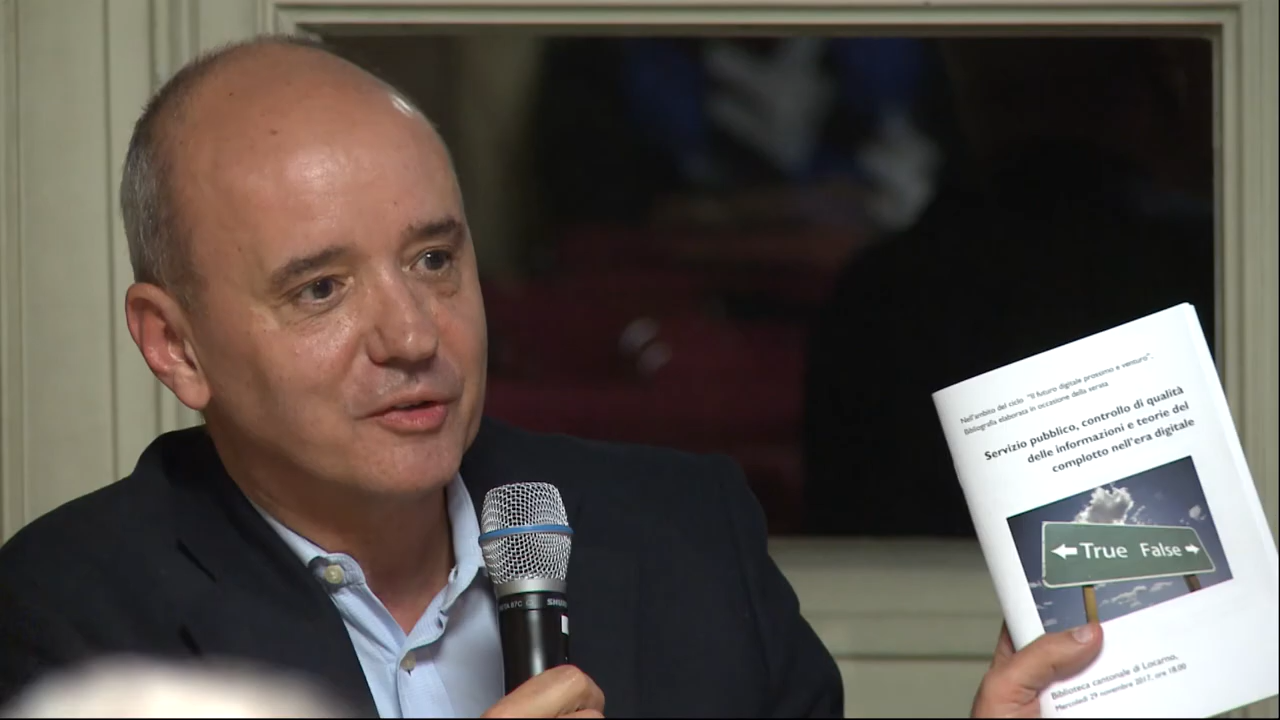 Nell'ambito del ciclo "Il futuro digitale prossimo e venturo".
Bibliografia elaborata in occasione della serata
Servizio pubblico, controllo di qualità
delle informazioni e teorie del
complotto nell'era digitale
True False
Biblioteca cantonale di Locarno,
Mercoledì 29 novembre 2017, ore 18.00
BETA 87C